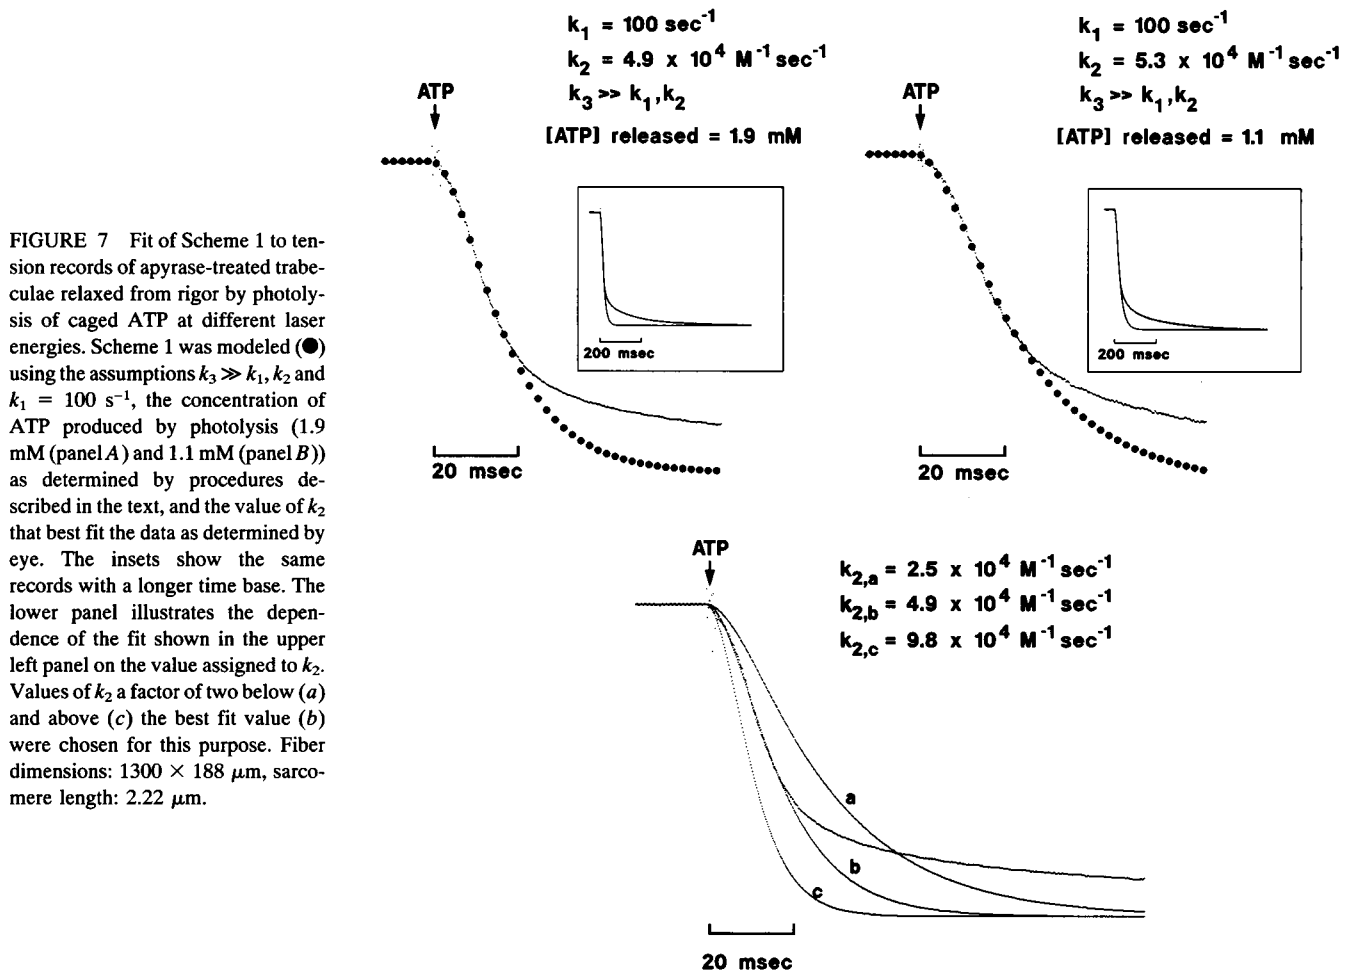 k1 = 100 sec-1
k2 = 4.9 x 10^4 M-1 sec-1
k3 >> k1,k2
[ATP] released = 1.9 mM
ATP
200 msec
20 msec
k1 = 100 sec-1
k2 = 5.3 x 10^4 M-1 sec-1
k3 >> k1,k2
[ATP] released = 1.1 mM
ATP
200 msec
20 msec
FIGURE 7 Fit of Scheme 1 to ten-
sion records of apyrase-treated trabe-
culae relaxed from rigor by photoly-
sis of caged ATP at different laser
energies. Scheme 1 was modeled (●)
using the assumptions k3 ≫ k1, k2 and
k1 = 100 s−1, the concentration of
ATP produced by photolysis (1.9
mM (panel A) and 1.1 mM (panel B))
as determined by procedures de-
scribed in the text, and the value of k2
that best fit the data as determined by
eye. The insets show the same
records with a longer time base. The
lower panel illustrates the depen-
dence of the fit shown in the upper
left panel on the value assigned to k2.
Values of k2 a factor of two below (a)
and above (c) the best fit value (b)
were chosen for this purpose. Fiber
dimensions: 1300 × 188 μm, sarco-
mere length: 2.22 μm.
ATP
k2,a = 2.5 x 10^4 M-1 sec-1
k2,b = 4.9 x 10^4 M-1 sec-1
k2,c = 9.8 x 10^4 M-1 sec-1
a
b
c
20 msec